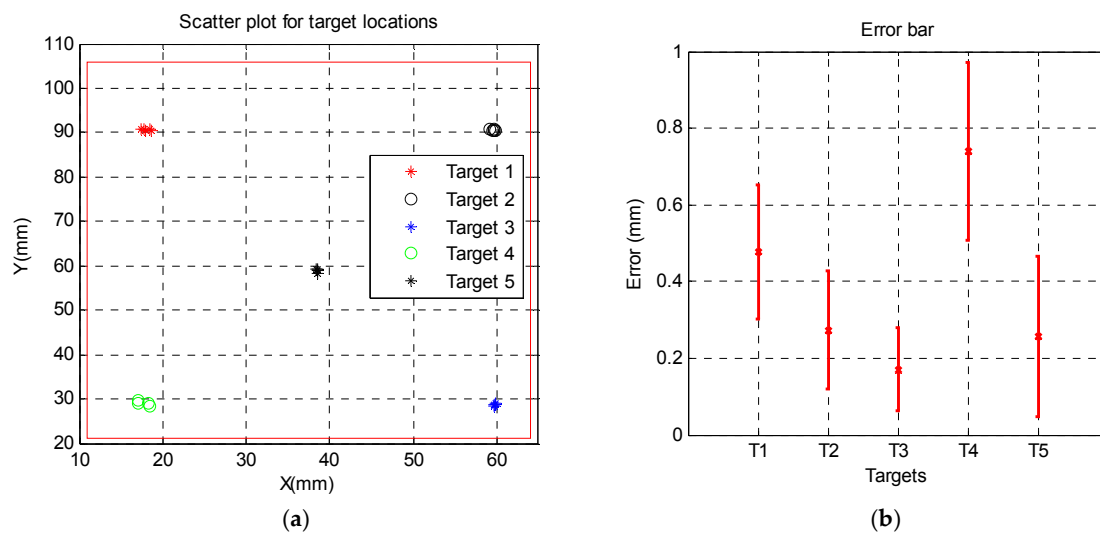 Scatter plot for target locations
110
100
90
80
70
60
50
40
30
20
10 20 30 40 50 60
Y(mm)
X(mm)
Target 1
Target 2
Target 3
Target 4
Target 5
(a)
Error bar
1
0.8
0.6
0.4
0.2
0
T1 T2 T3 T4 T5
Error (mm)
Targets
(b)